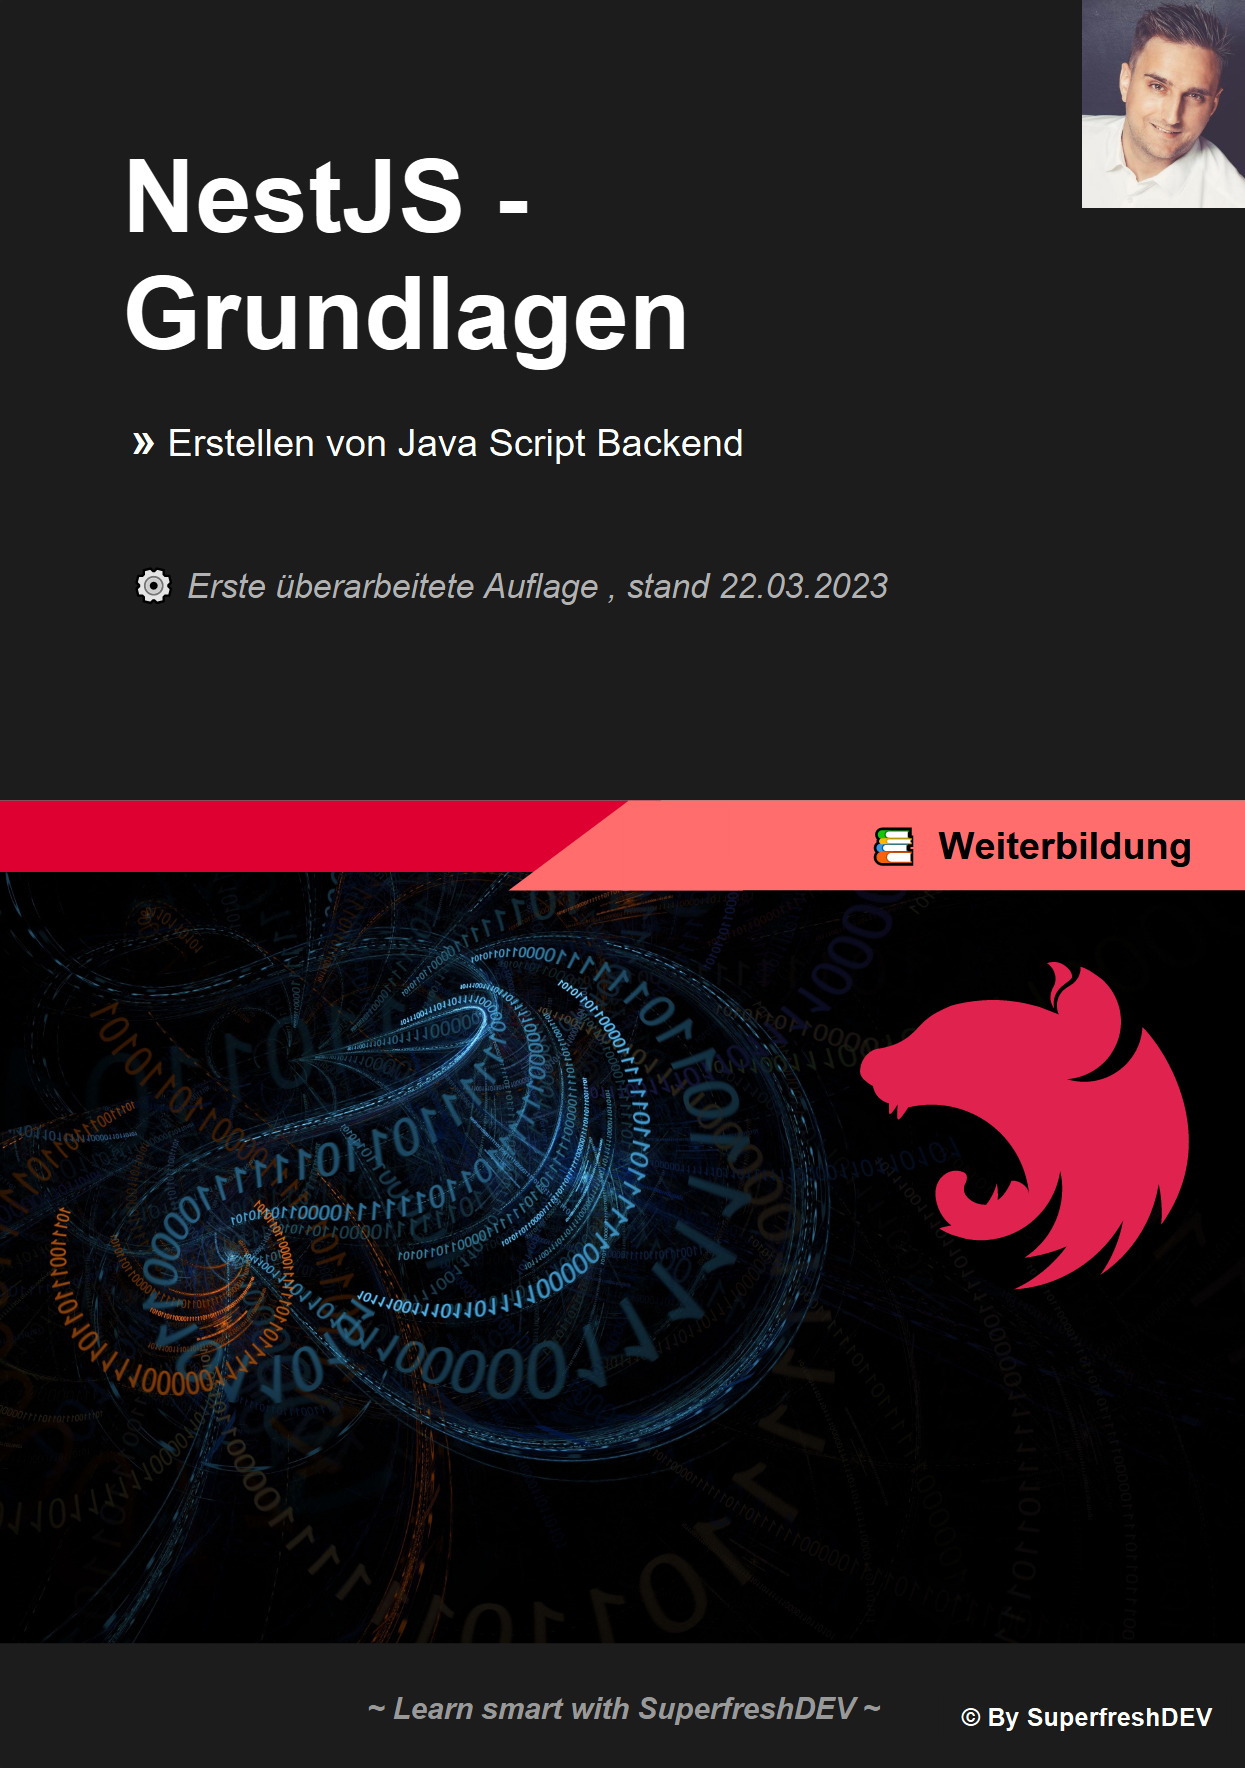 NestJS -
Grundlagen
» Erstellen von Java Script Backend
Erste überarbeitete Auflage , stand 22.03.2023
Weiterbildung
~ Learn smart with SuperfreshDEV ~
© By SuperfreshDEV